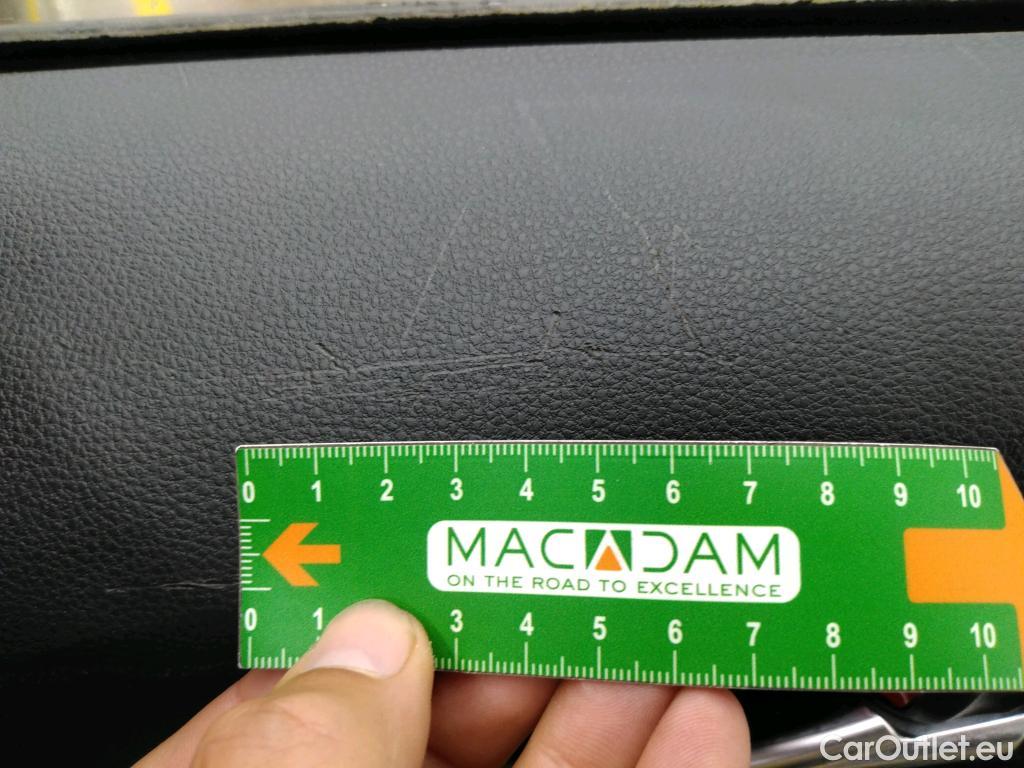 0 1 2 3 4 5 6 7 8 9 10
MACADAM
ON THE ROAD TO EXCELLENCE
0 1 3 4 5 6 7 8 9 10
CarOutlet.eu